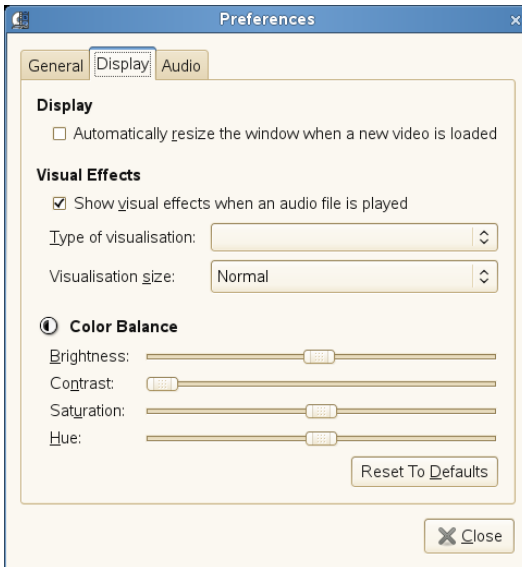 Preferences
General Display Audio
Display
Automatically resize the window when a new video is loaded
Visual Effects
Show visual effects when an audio file is played
Type of visualisation:
Visualisation size: Normal
Color Balance
Brightness:
Contrast:
Saturation:
Hue:
Reset To Defaults
Close